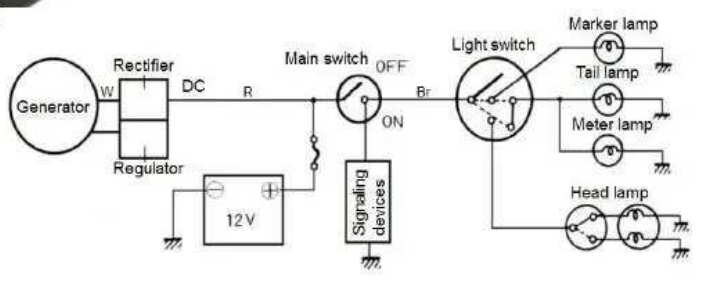 Marker lamp
Light switch
Main switch
OFF
Rectifier
Tail lamp
W
DC
R
Br
Generator
ON
Meter lamp
Regulator
Signaling
devices
Head lamp
12V